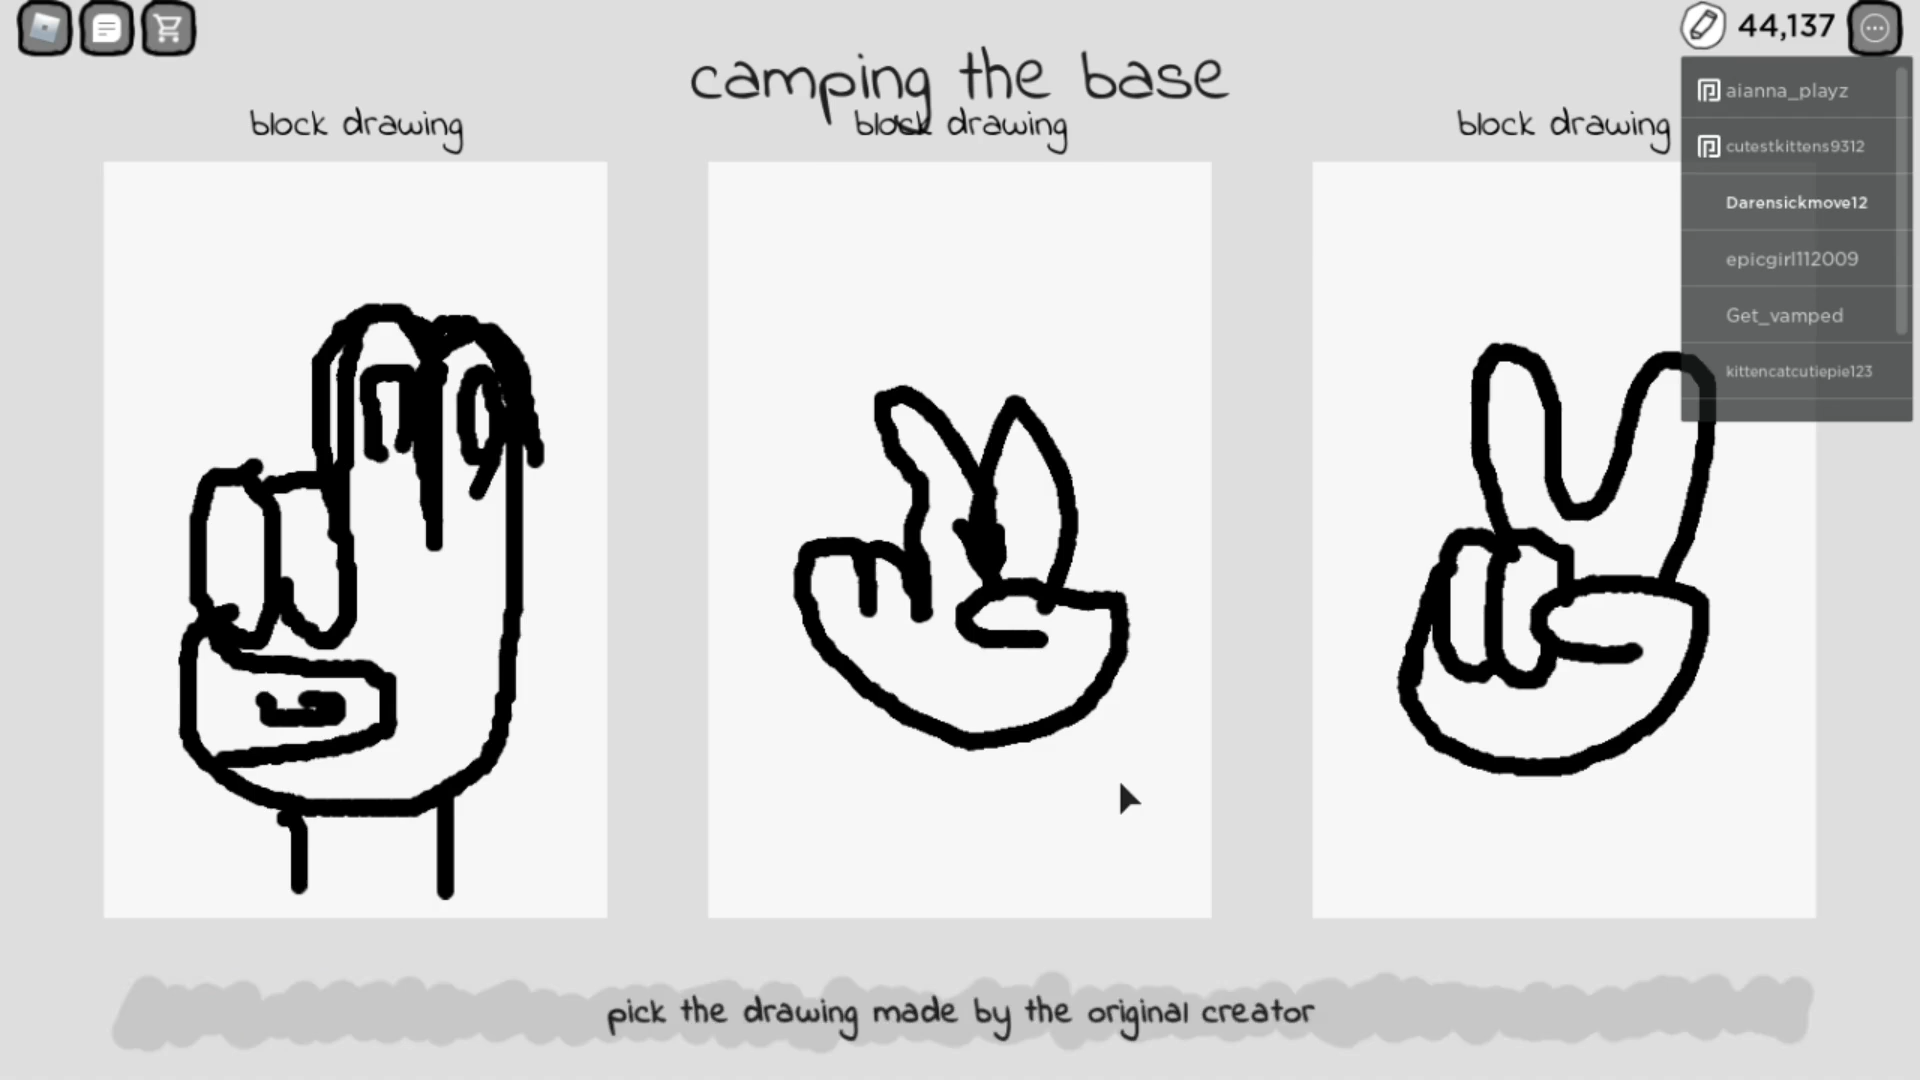 44,137
camping the base
block drawing
block drawing
block drawing
aianna_playz
cutestkittens9312
Darensickmove12
epicgirl112009
Get_vamped
kittencatcutiepie123
pick the drawing made by the original creator